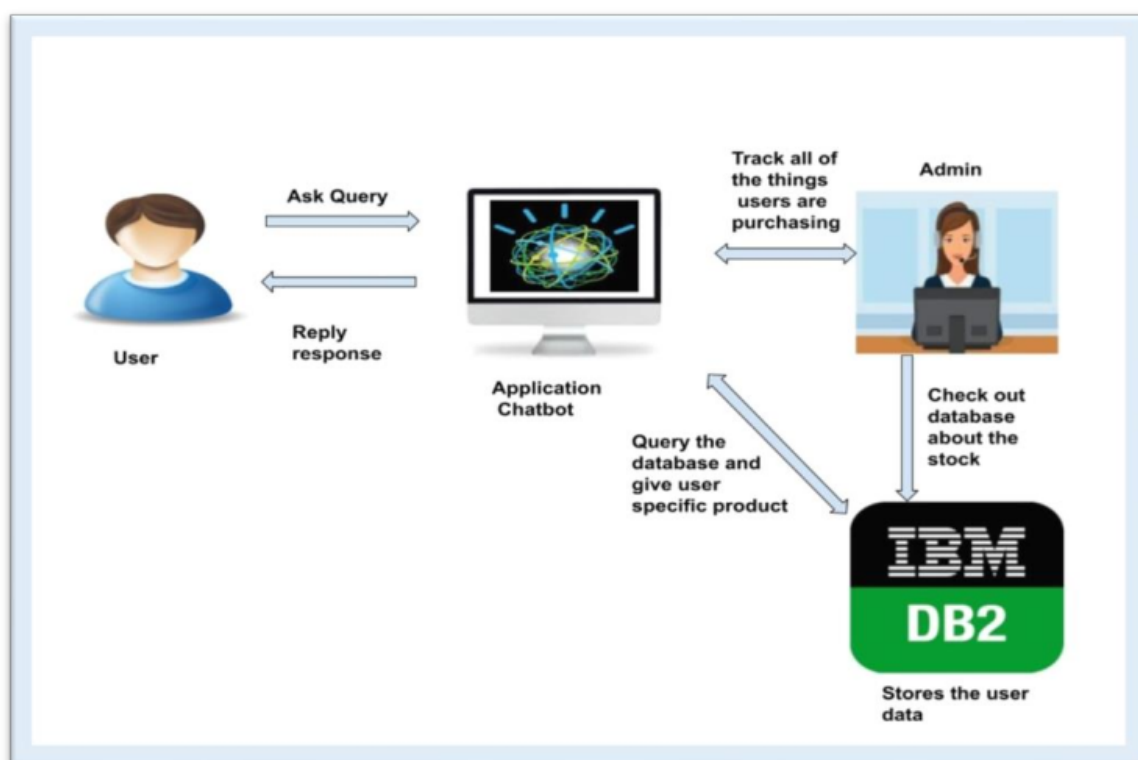 Ask Query
Reply
response
User
Application
Chatbot
Track all of
the things
users are
purchasing
Admin
Query the
database and
give user
specific product
Check out
database
about the
stock
IBM
DB2
Stores the user
data